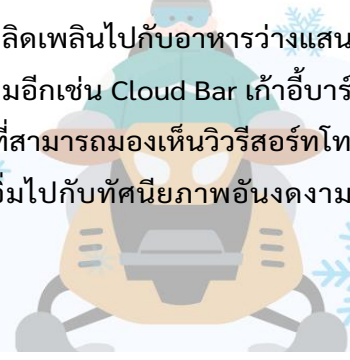 ลิดเพลินไปกับอาหารว่างแสน
มอีกเช่น Cloud Bar เก้าอี้บาร์
ที่สามารถมองเห็นวิวรีสอร์ทโท
อิ่มไปกับทัศนียภาพอันงดงาม